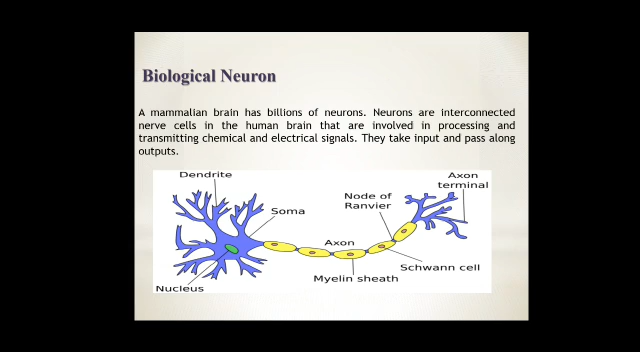 Biological Neuron
A mammalian brain has billions of neurons. Neurons are interconnected
nerve cells in the human brain that are involved in processing and
transmitting chemical and electrical signals. They take input and pass along
outputs.
Dendrite
Axon
terminal
Node of
Ranvier
Soma
Axon
Schwann cell
Myelin sheath
Nucleus